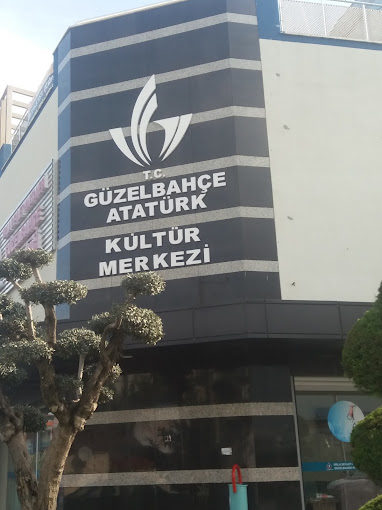 T.C.
GÜZELBAHÇE
ATATÜRK
KÜLTÜR
MERKEZİ